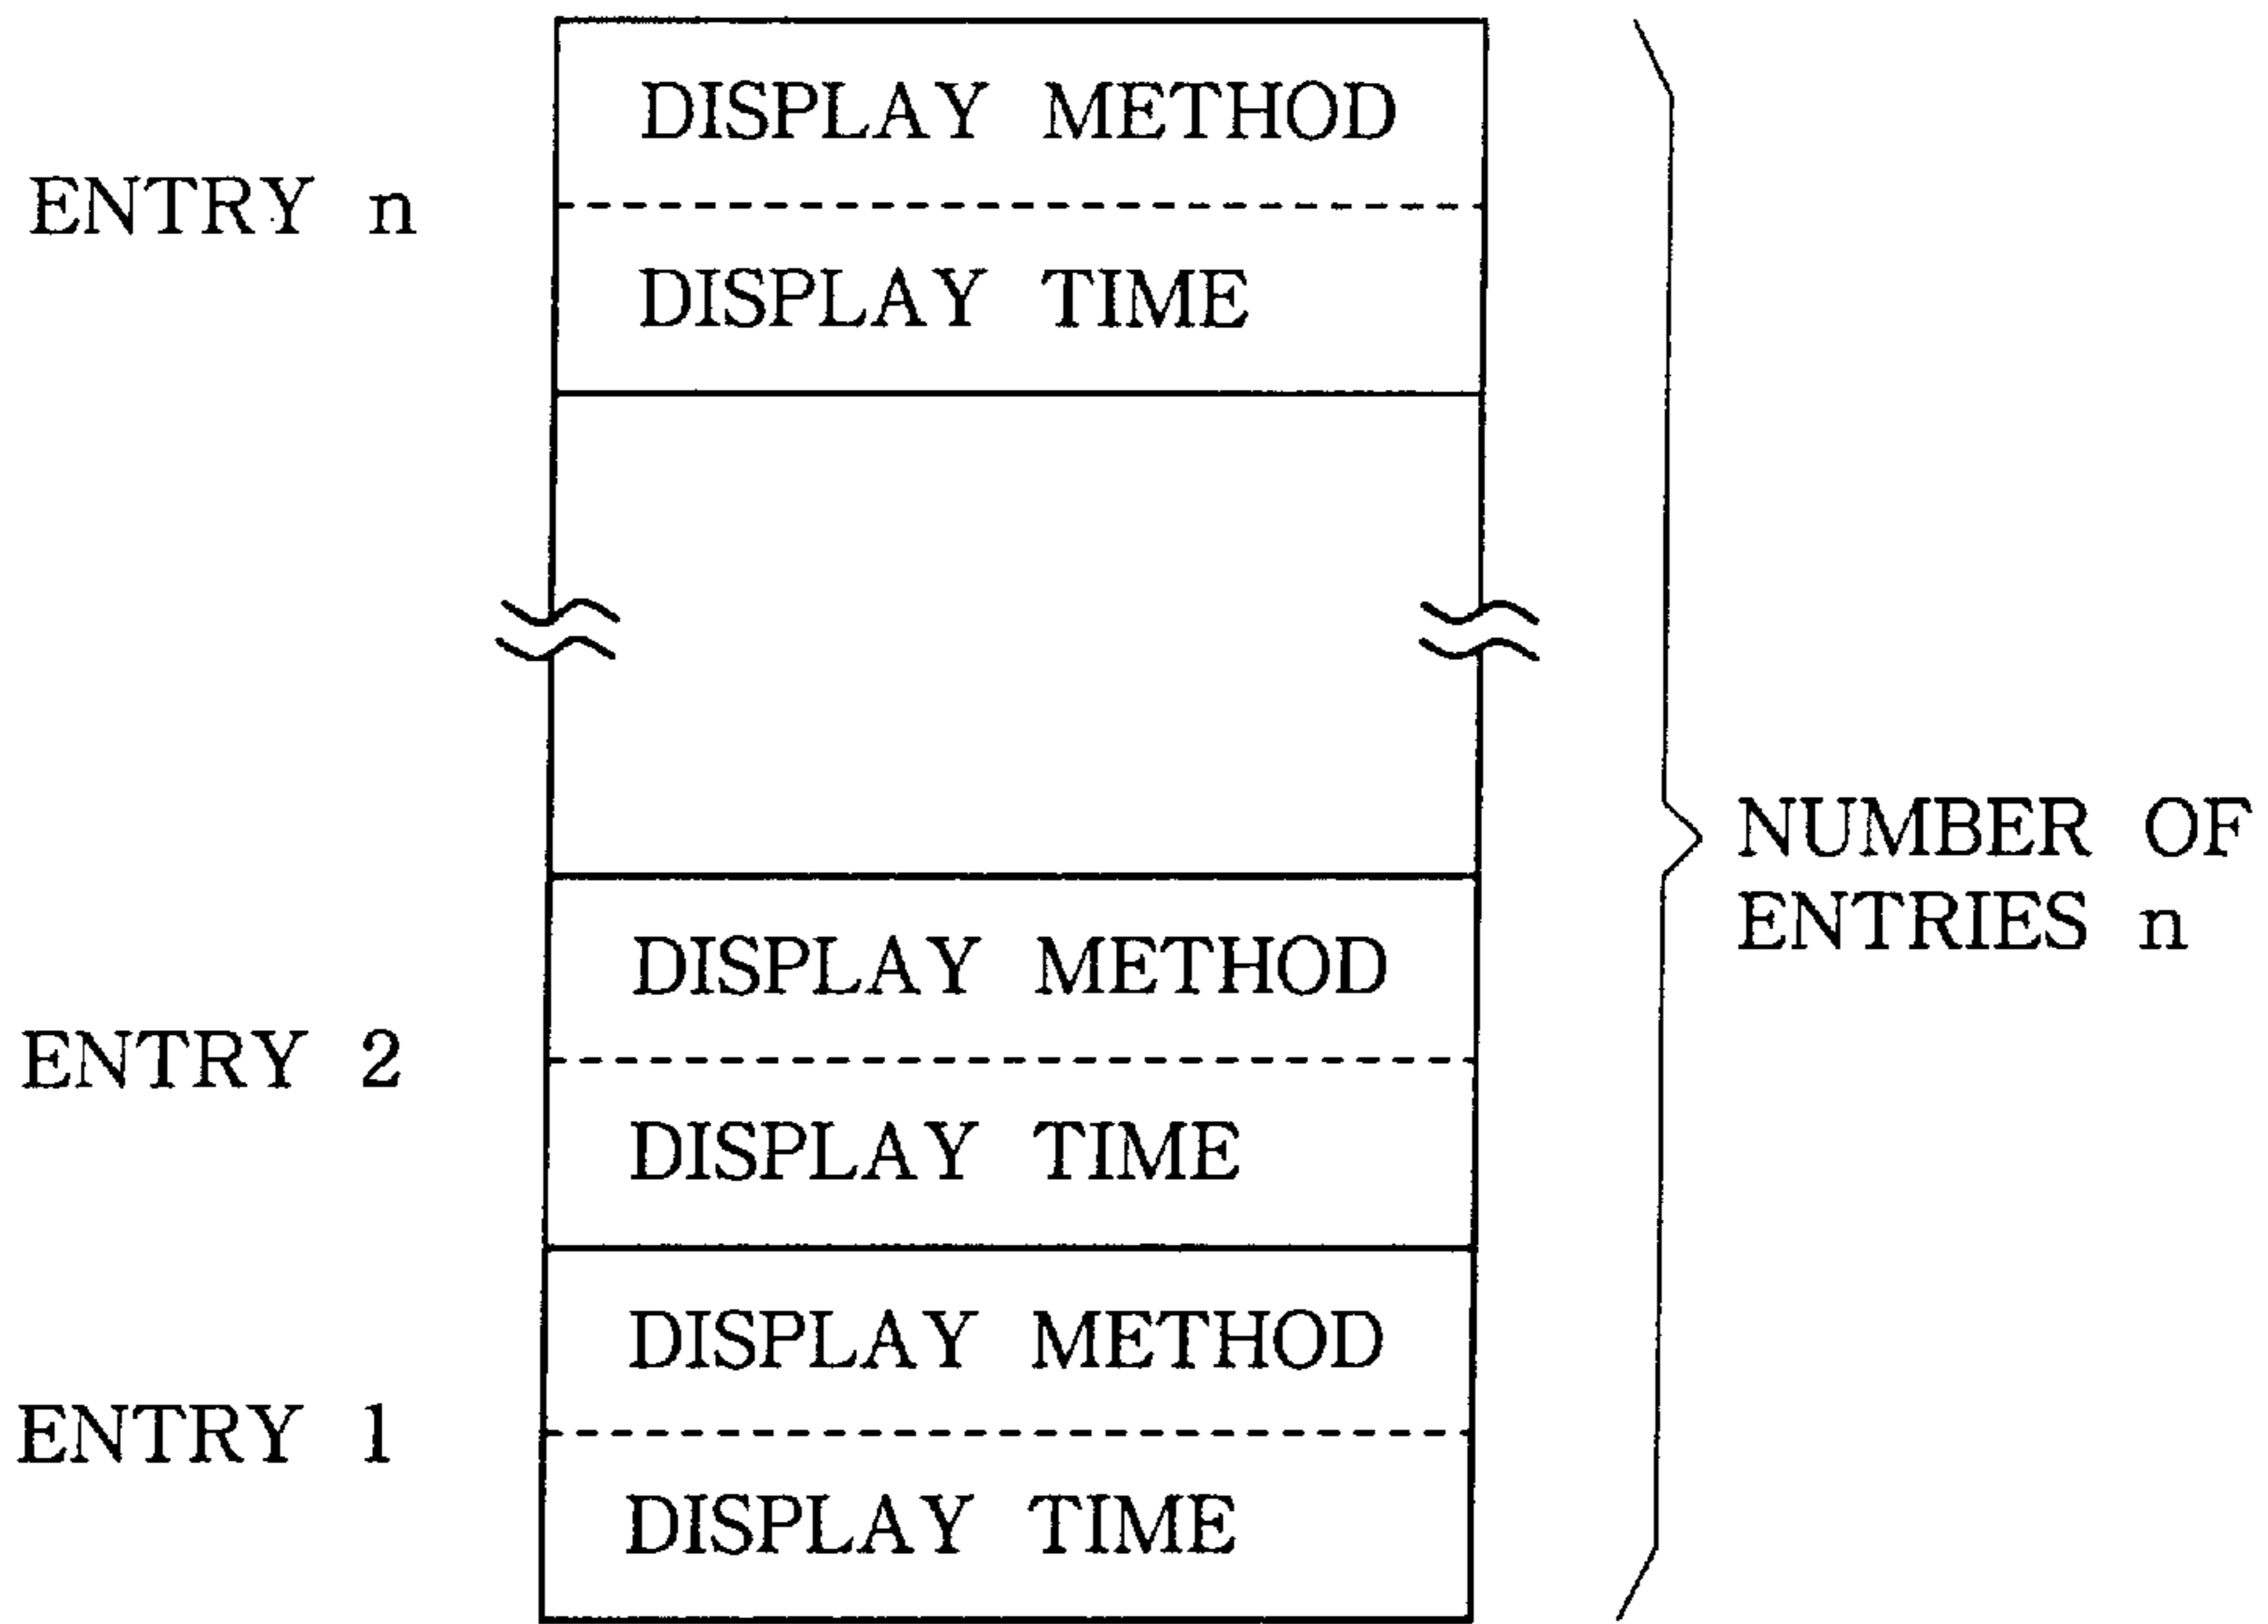 DISPLAY METHOD
ENTRY n
DISPLAY TIME
NUMBER OF
ENTRIES n
DISPLAY METHOD
ENTRY 2
DISPLAY TIME
DISPLAY METHOD
ENTRY 1
DISPLAY TIME